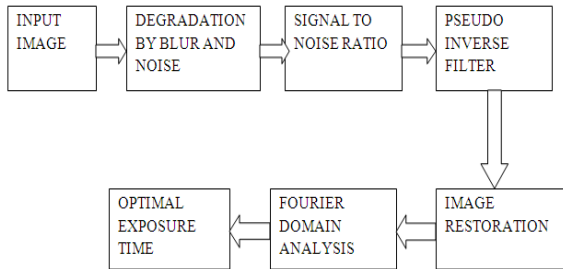 INPUT
IMAGE
DEGRADATION
BY BLUR AND
NOISE
SIGNAL TO
NOISE RATIO
PSEUDO
INVERSE
FILTER
IMAGE
RESTORATION
FOURIER
DOMAIN
ANALYSIS
OPTIMAL
EXPOSURE
TIME